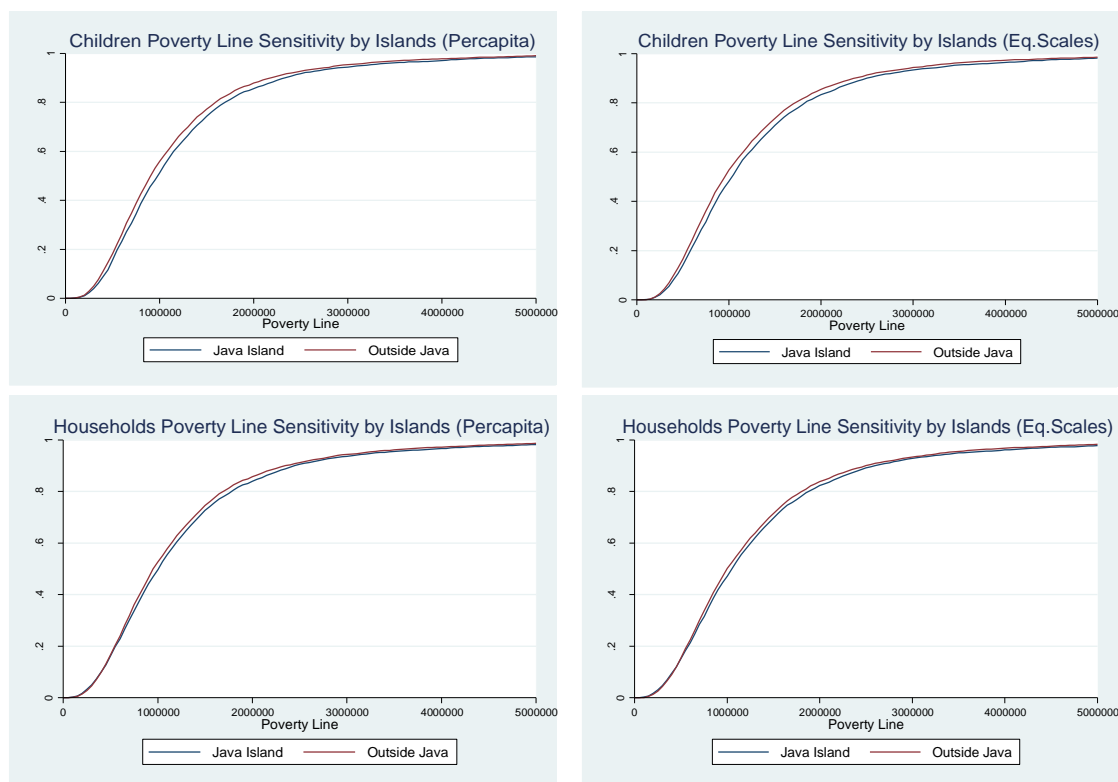 Children Poverty Line Sensitivity by Islands (Percapita)
0 .2 .4 .6 .8 1
0 1000000 2000000 3000000 4000000 5000000
Poverty Line
Java Island Outside Java
Children Poverty Line Sensitivity by Islands (Eq.Scales)
0 .2 .4 .6 .8 1
0 1000000 2000000 3000000 4000000 5000000
Poverty Line
Java Island Outside Java
Households Poverty Line Sensitivity by Islands (Percapita)
0 .2 .4 .6 .8 1
0 1000000 2000000 3000000 4000000 5000000
Poverty Line
Java Island Outside Java
Households Poverty Line Sensitivity by Islands (Eq.Scales)
0 .2 .4 .6 .8 1
0 1000000 2000000 3000000 4000000 5000000
Poverty Line
Java Island Outside Java